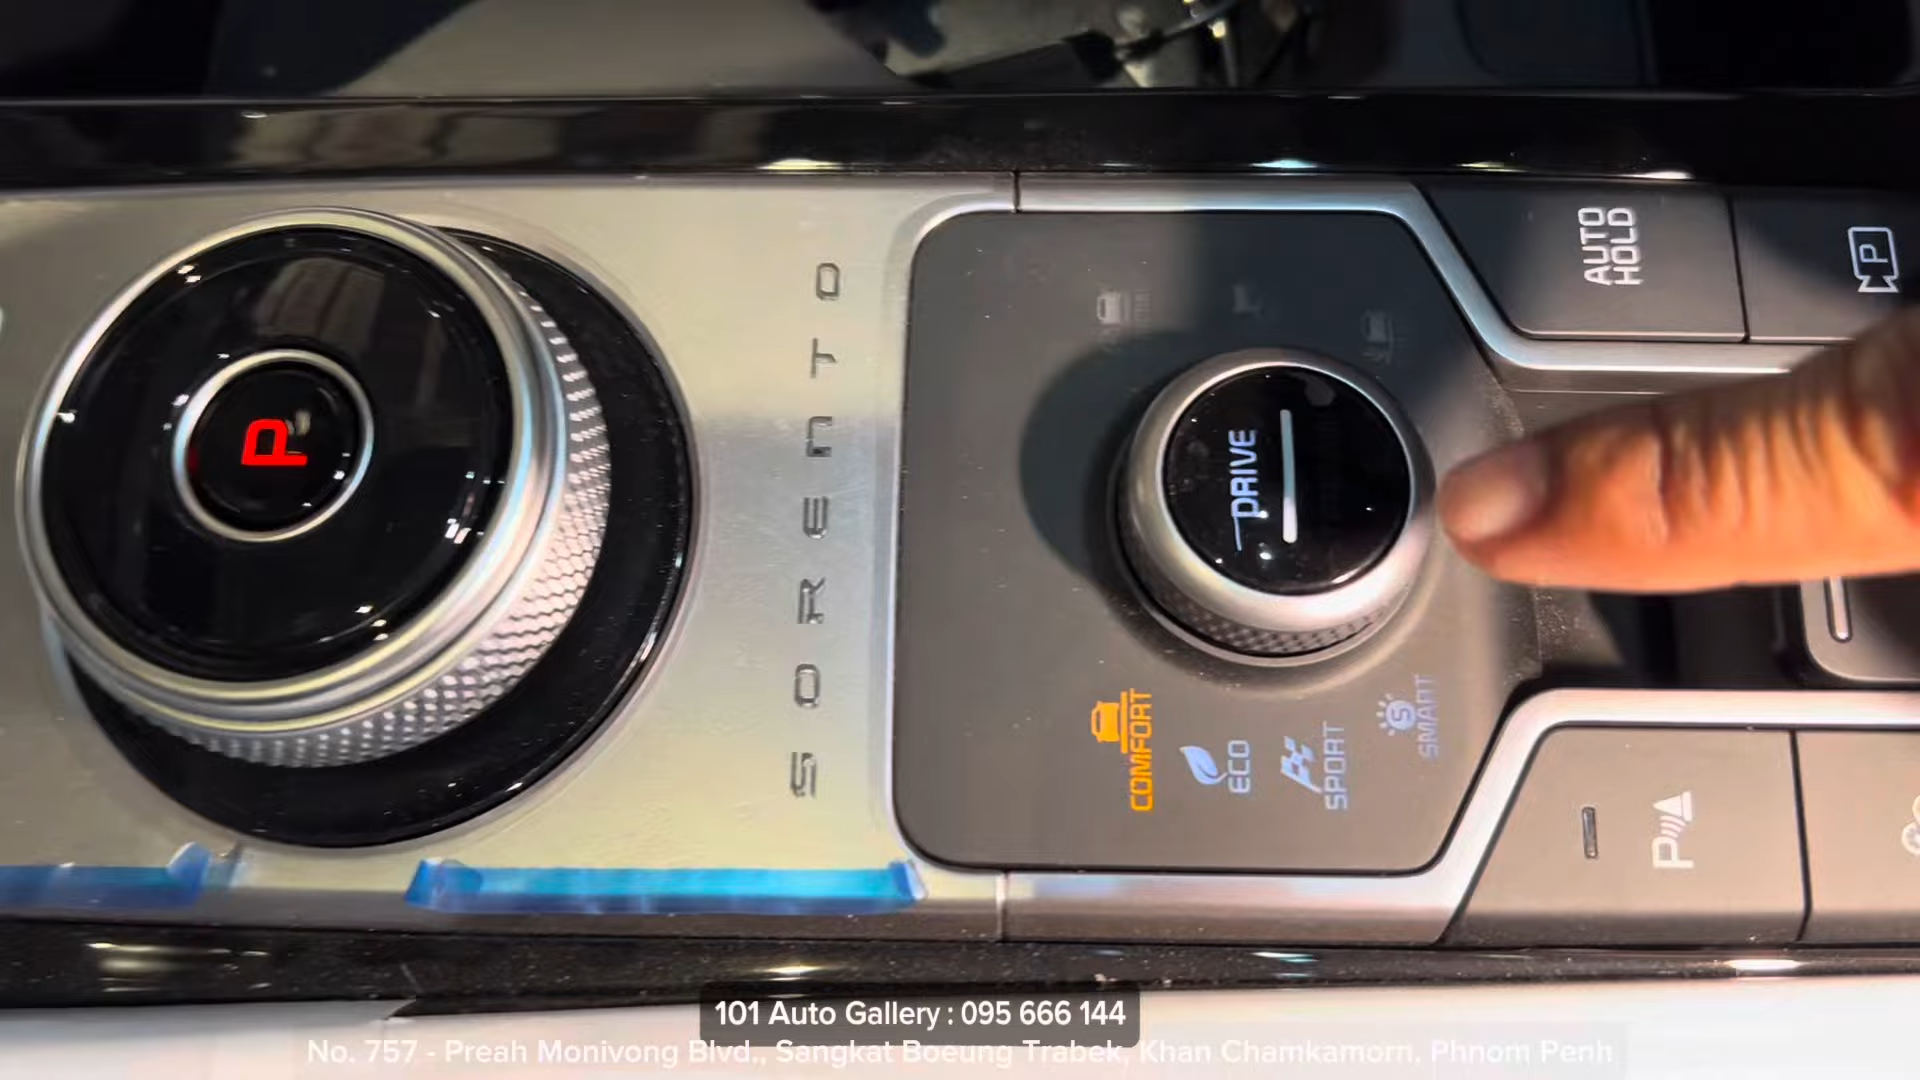 P
SORENTO
DRIVE
COMFORT
ECO
SPORT
S
SMART
AUTO
HOLD
P
P
101 Auto Gallery : 095 666 144
No. 757 - Preah Monivong Blvd., Sangkat Boeung Trabek, Khan Chamkamorn, Phnom Penh